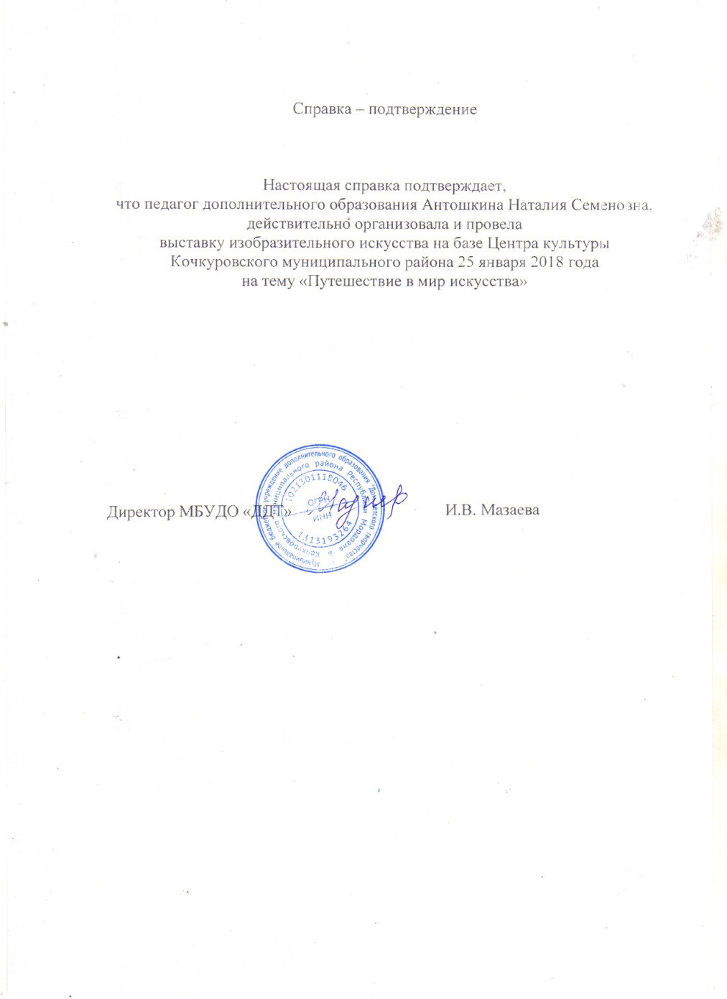 Справка – подтверждение
Настоящая справка подтверждает,
что педагог дополнительного образования Антошкина Наталия Семеновна,
действительно организовала и провела
выставку изобразительного искусства на базе Центра культуры
Кочкуровского муниципального района 25 января 2018 года
на тему «Путешествие в мир искусства»
Директор МБУДО «ДДТ»
И.В. Мазаева
Муниципальное бюджетное учреждение дополнительного образования "Дом детского творчества"
Кочкуровского муниципального района Республики Мордовия
1021301118046
ОГРН
ИНН
1313193264